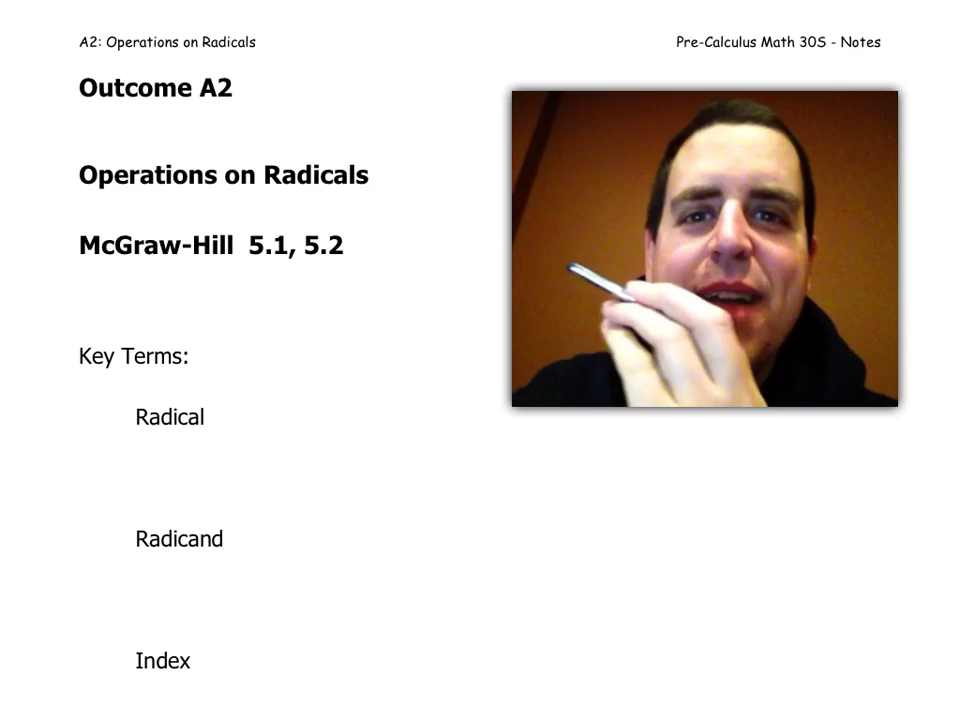 A2: Operations on Radicals
Pre-Calculus Math 30S - Notes
Outcome A2
Operations on Radicals
McGraw-Hill 5.1, 5.2
Key Terms:
Radical
Radicand
Index